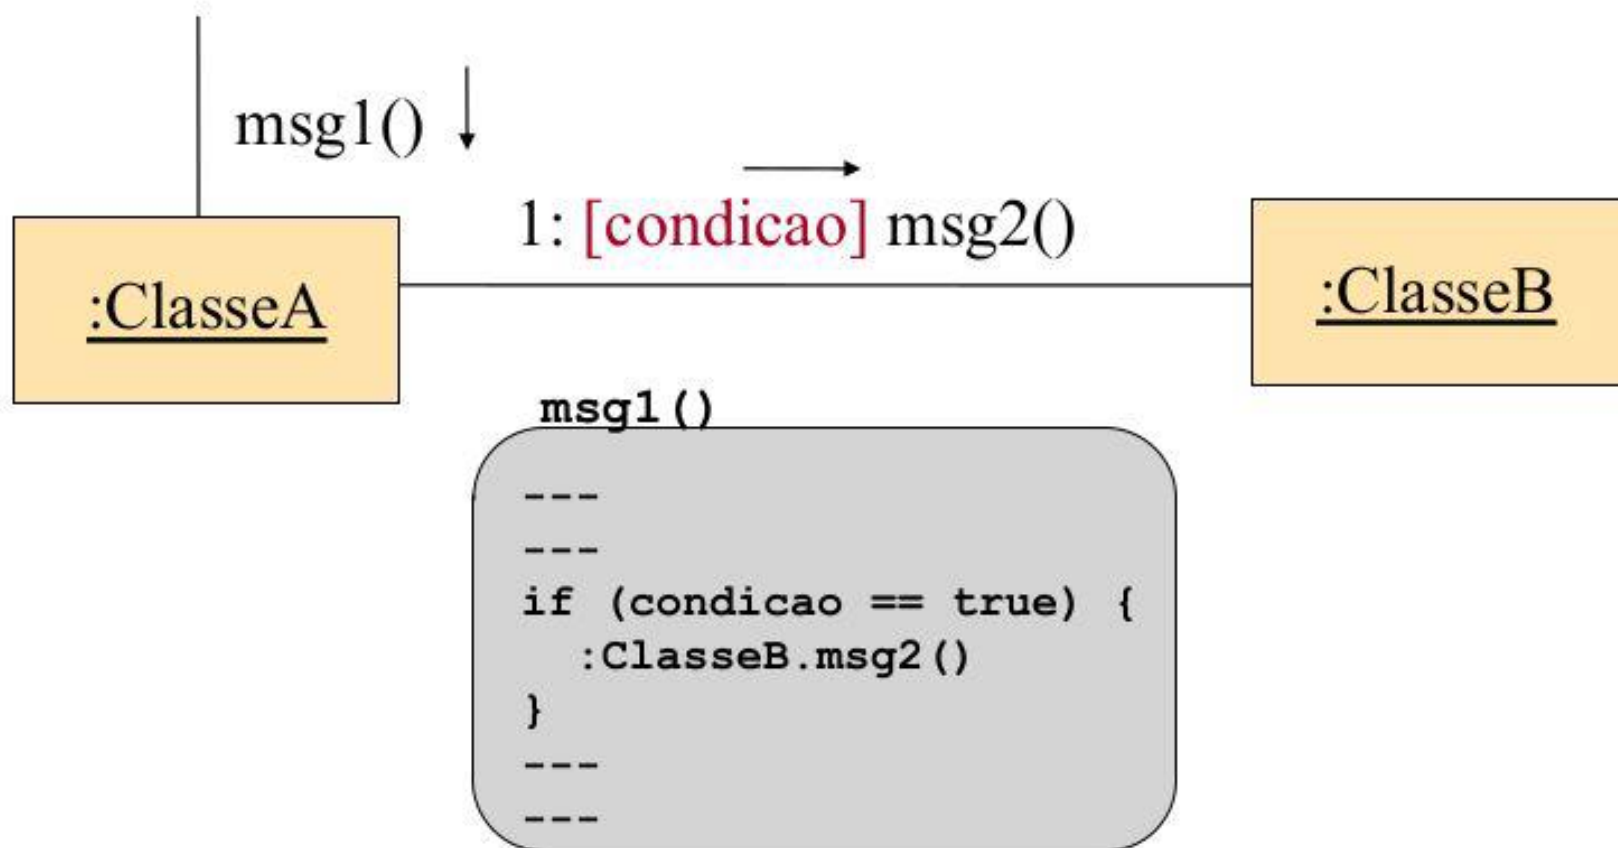 msg1()
1: [condicao] msg2()
:ClasseA
:ClasseB
msg1()
---
---
if (condicao == true) {
:ClasseB.msg2()
}
---
---